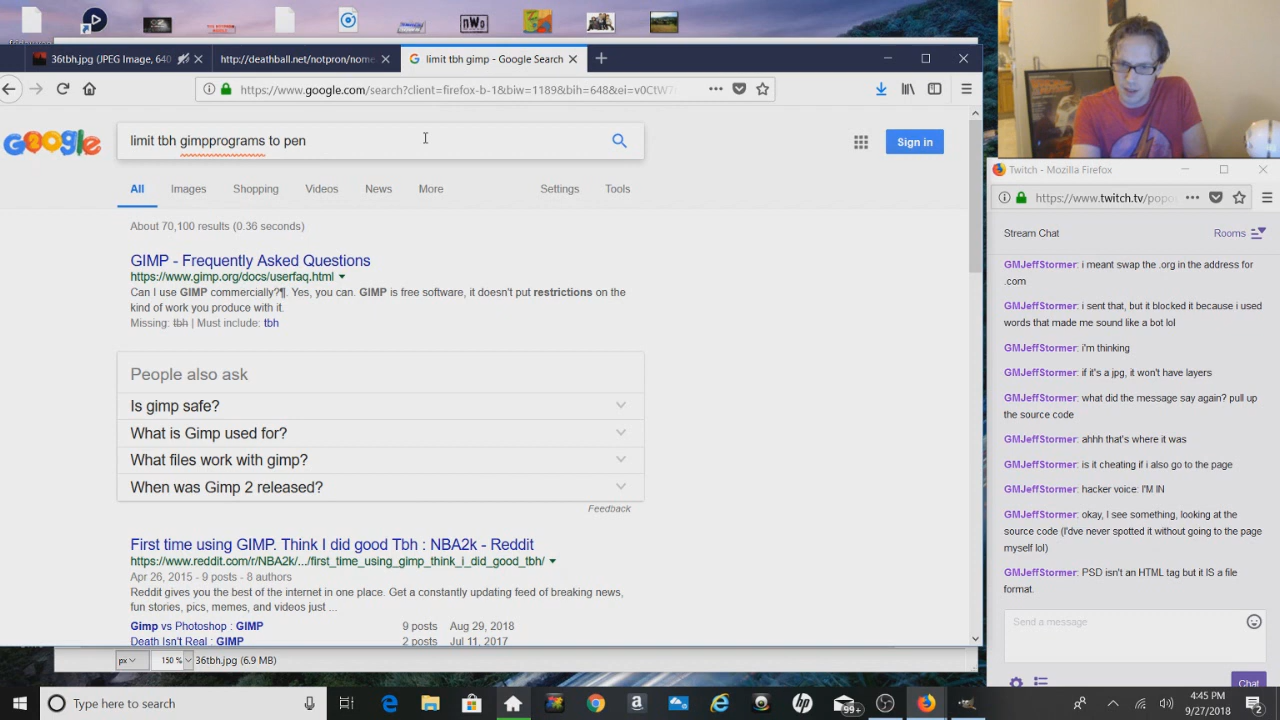 nWo
36tbh.jpg (JPEG Image, 640
http://deathball.net/notpron/nome
limit tbh gimp - Google Search
https://www.google.com/search?client=firefox-b-1&biw=1189&bih=648&ei=v0CtW7
Google
limit tbh gimpprograms to pen
Sign in
All
Images
Shopping
Videos
News
More
Settings
Tools
About 70,100 results (0.36 seconds)
GIMP - Frequently Asked Questions
https://www.gimp.org/docs/userfaq.html
Can I use GIMP commercially?¶. Yes, you can. GIMP is free software, it doesn't put restrictions on the
kind of work you produce with it.
Missing: tbh | Must include: tbh
People also ask
Is gimp safe?
What is Gimp used for?
What files work with gimp?
When was Gimp 2 released?
Feedback
First time using GIMP. Think I did good Tbh : NBA2k - Reddit
https://www.reddit.com/r/NBA2k/.../first_time_using_gimp_think_i_did_good_tbh/
Apr 26, 2015 - 9 posts - 8 authors
Reddit gives you the best of the internet in one place. Get a constantly updating feed of breaking news,
fun stories, pics, memes, and videos just ...
Gimp vs Photoshop : GIMP 9 posts Aug 29, 2018
Death Isn't Real : GIMP 2 posts Jul 11, 2017
px
150 %
36tbh.jpg (6.9 MB)
Twitch - Mozilla Firefox
https://www.twitch.tv/popo
Stream Chat
Rooms
GMJeffStormer: i meant swap the .org in the address for
.com
GMJeffStormer: i sent that, but it blocked it because i used
words that made me sound like a bot lol
GMJeffStormer: i'm thinking
GMJeffStormer: if it's a jpg, it won't have layers
GMJeffStormer: what did the message say again? pull up
the source code
GMJeffStormer: ahhh that's where it was
GMJeffStormer: is it cheating if i also go to the page
GMJeffStormer: hacker voice: I'M IN
GMJeffStormer: okay, I see something, looking at the
source code (I'dve never spotted it without going to the page
myself lol)
GMJeffStormer: PSD isn't an HTML tag but it IS a file
format.
Send a message
Chat
Type here to search
99+
4:45 PM
9/27/2018